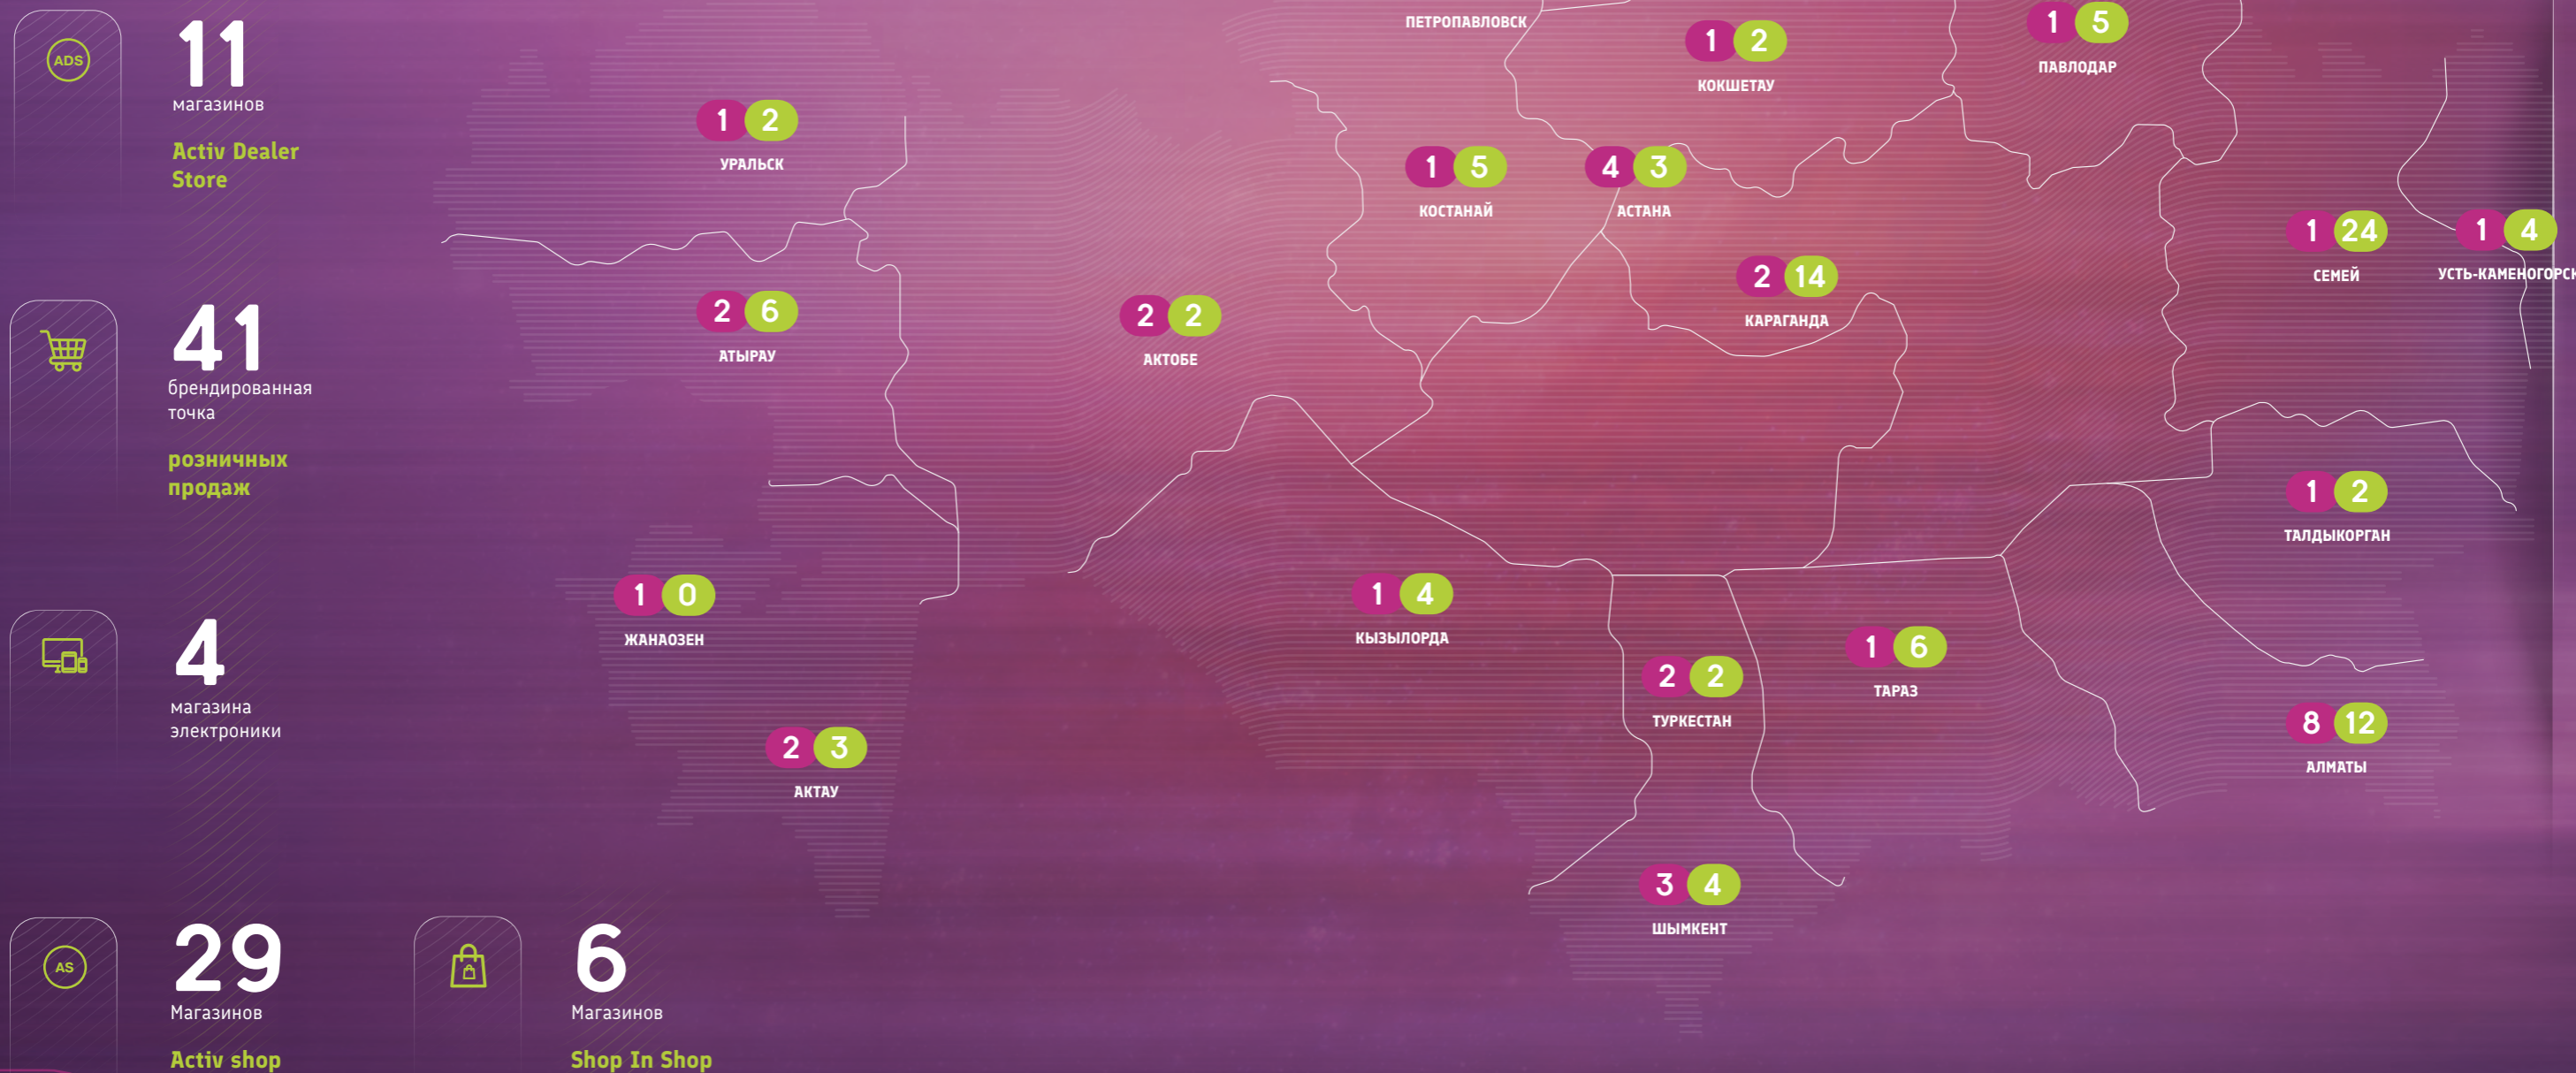 ADS
11
магазинов
Activ Dealer
Store
41
брендированная
точка
розничных
продаж
4
магазина
электроники
AS
29
Магазинов
Activ shop
6
Магазинов
Shop In Shop
ПЕТРОПАВЛОВСК
1 2
КОКШЕТАУ
1 5
ПАВЛОДАР
1 2
УРАЛЬСК
1 5
КОСТАНАЙ
4 3
АСТАНА
1 24
СЕМЕЙ
1 4
УСТЬ-КАМЕНОГОРСК
2 14
КАРАГАНДА
2 6
АТЫРАУ
2 2
АКТОБЕ
1 2
ТАЛДЫКОРГАН
1 0
ЖАНАОЗЕН
1 4
КЫЗЫЛОРДА
1 6
ТАРАЗ
2 2
ТУРКЕСТАН
8 12
АЛМАТЫ
2 3
АКТАУ
3 4
ШЫМКЕНТ